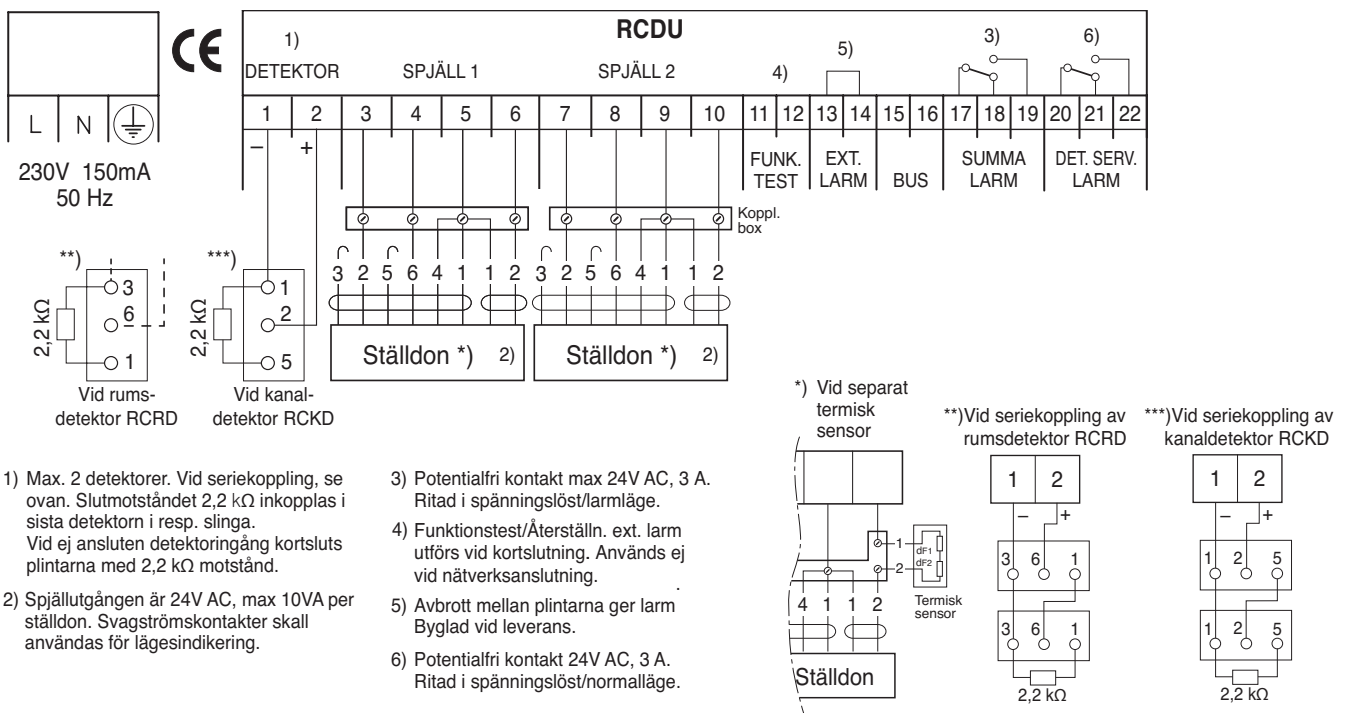 RCDU
CE
1)
DETEKTOR
SPJÄLL 1
SPJÄLL 2
4)
5)
3)
6)
L N
230V 150mA
50 Hz
1 2 3 4 5 6 7 8 9 10 11 12 13 14 15 16 17 18 19 20 21 22
– +
FUNK.
TEST
EXT.
LARM
BUS
SUMMA
LARM
DET. SERV.
LARM
Koppl.
box
**)
3
6
1
2,2 kΩ
Vid rums-
detektor RCRD
***)
1
2
5
2,2 kΩ
Vid kanal-
detektor RCKD
3 2 5 6 4 1 1 2
Ställdon *) 2)
3 2 5 6 4 1 1 2
Ställdon *) 2)
1) Max. 2 detektorer. Vid seriekoppling, se
ovan. Slutmotståndet 2,2 kΩ inkopplas i
sista detektorn i resp. slinga.
Vid ej ansluten detektoringång kortsluts
plintarna med 2,2 kΩ motstånd.
2) Spjällutgången är 24V AC, max 10VA per
ställdon. Svagströmskontakter skall
användas för lägesindikering.
3) Potentialfri kontakt max 24V AC, 3 A.
Ritad i spänningslöst/larmläge.
4) Funktionstest/Återställn. ext. larm
utförs vid kortslutning. Används ej
vid nätverksanslutning.
5) Avbrott mellan plintarna ger larm
Byglad vid leverans.
6) Potentialfri kontakt 24V AC, 3 A.
Ritad i spänningslöst/normalläge.
*) Vid separat
termisk
sensor
1
2
dF1
dF2
Termisk
sensor
4 1 1 2
Ställdon
**)Vid seriekoppling av
rumsdetektor RCRD
1 2
– +
3 6 1
3 6 1
2,2 kΩ
***)Vid seriekoppling av
kanaldetektor RCKD
1 2
– +
1 2 5
1 2 5
2,2 kΩ